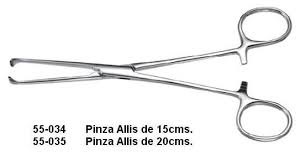 55-034 Pinza Allis de 15cms.
55-035 Pinza Allis de 20cms.